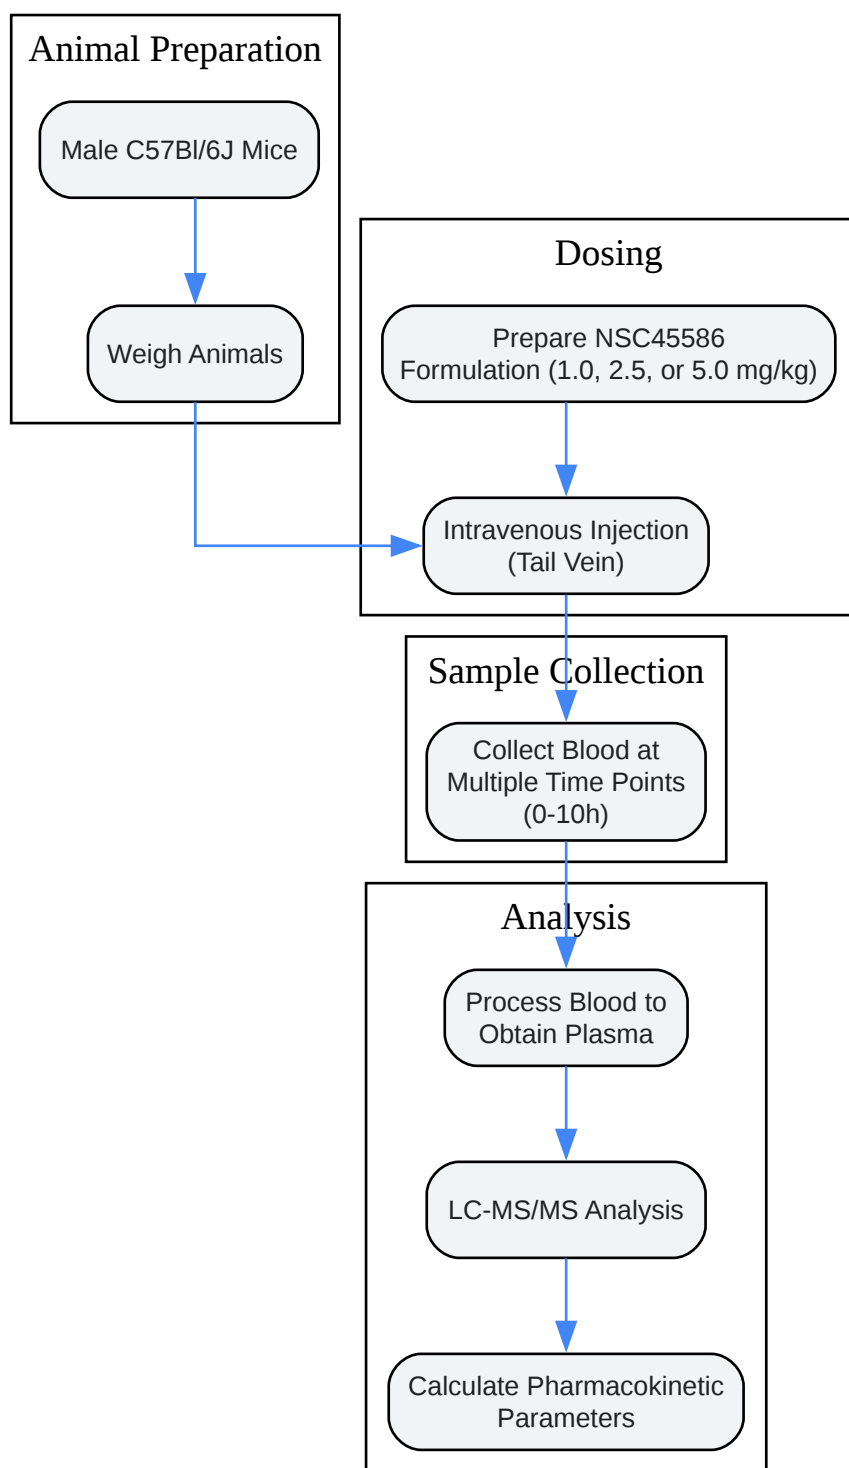 Animal Preparation
Male C57Bl/6J Mice
Weigh Animals
Dosing
Prepare NSC45586
Formulation (1.0, 2.5, or 5.0 mg/kg)
Intravenous Injection
(Tail Vein)
Sample Collection
Collect Blood at
Multiple Time Points
(0-10h)
Analysis
Process Blood to
Obtain Plasma
LC-MS/MS Analysis
Calculate Pharmacokinetic
Parameters